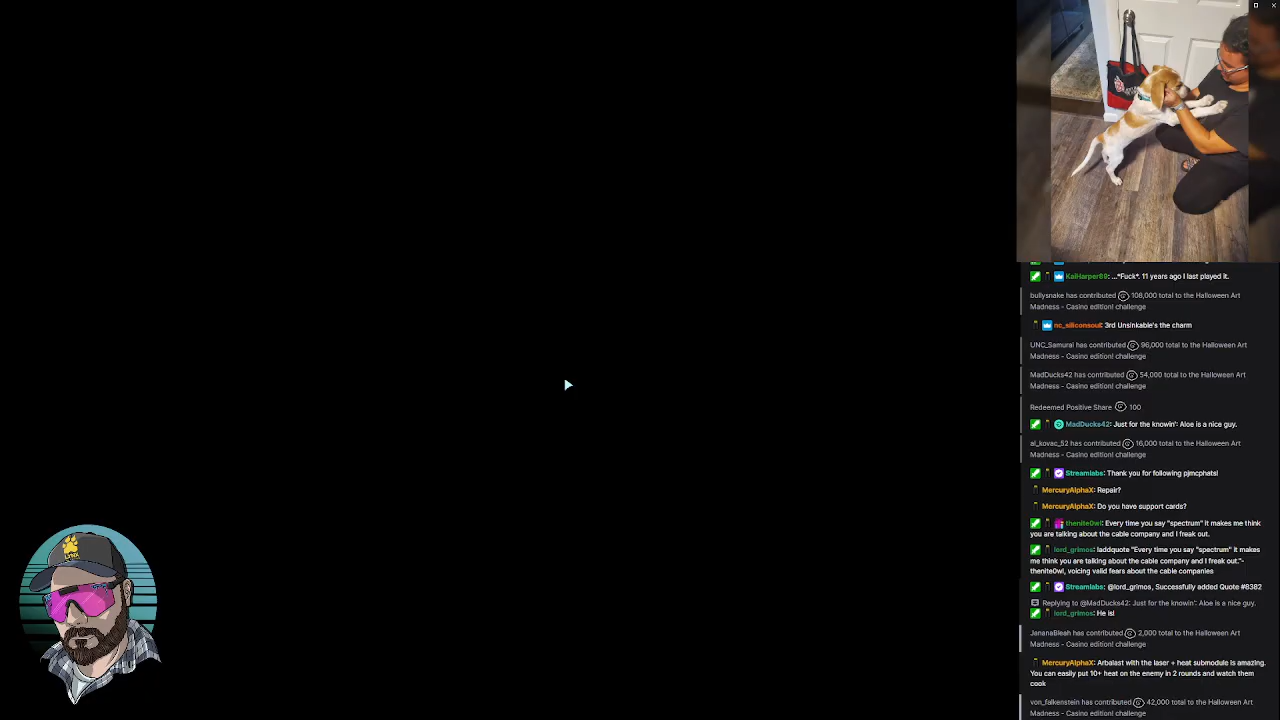 KaiHarper69: ...*Fuck*. 11 years ago I last played it.
bullysnake has contributed 108,000 total to the Halloween Art
Madness - Casino edition! challenge
nc_siliconsoul: 3rd Unsinkable's the charm
UNC_Samurai has contributed 96,000 total to the Halloween Art
Madness - Casino edition! challenge
MadDucks42 has contributed 54,000 total to the Halloween Art
Madness - Casino edition! challenge
Redeemed Positive Share 100
MadDucks42: Just for the knowin': Aloe is a nice guy.
al_kovac_52 has contributed 16,000 total to the Halloween Art
Madness - Casino edition! challenge
Streamlabs: Thank you for following pjmcphats!
MercuryAlphaX: Repair?
MercuryAlphaX: Do you have support cards?
thenite0wl: Every time you say "spectrum" it makes me think
you are talking about the cable company and I freak out.
lord_grimos: !addquote "Every time you say "spectrum" it makes
me think you are talking about the cable company and I freak out."-
thenite0wl, voicing valid fears about the cable companies
Streamlabs: @lord_grimos, Successfully added Quote #8382
Replying to @MadDucks42: Just for the knowin': Aloe is a nice guy.
lord_grimos: He is!
JananaBleah has contributed 2,000 total to the Halloween Art
Madness - Casino edition! challenge
MercuryAlphaX: Arbalast with the laser + heat submodule is amazing.
You can easily put 10+ heat on the enemy in 2 rounds and watch them
cook
von_falkenstein has contributed 42,000 total to the Halloween Art
Madness - Casino edition! challenge
LYNX